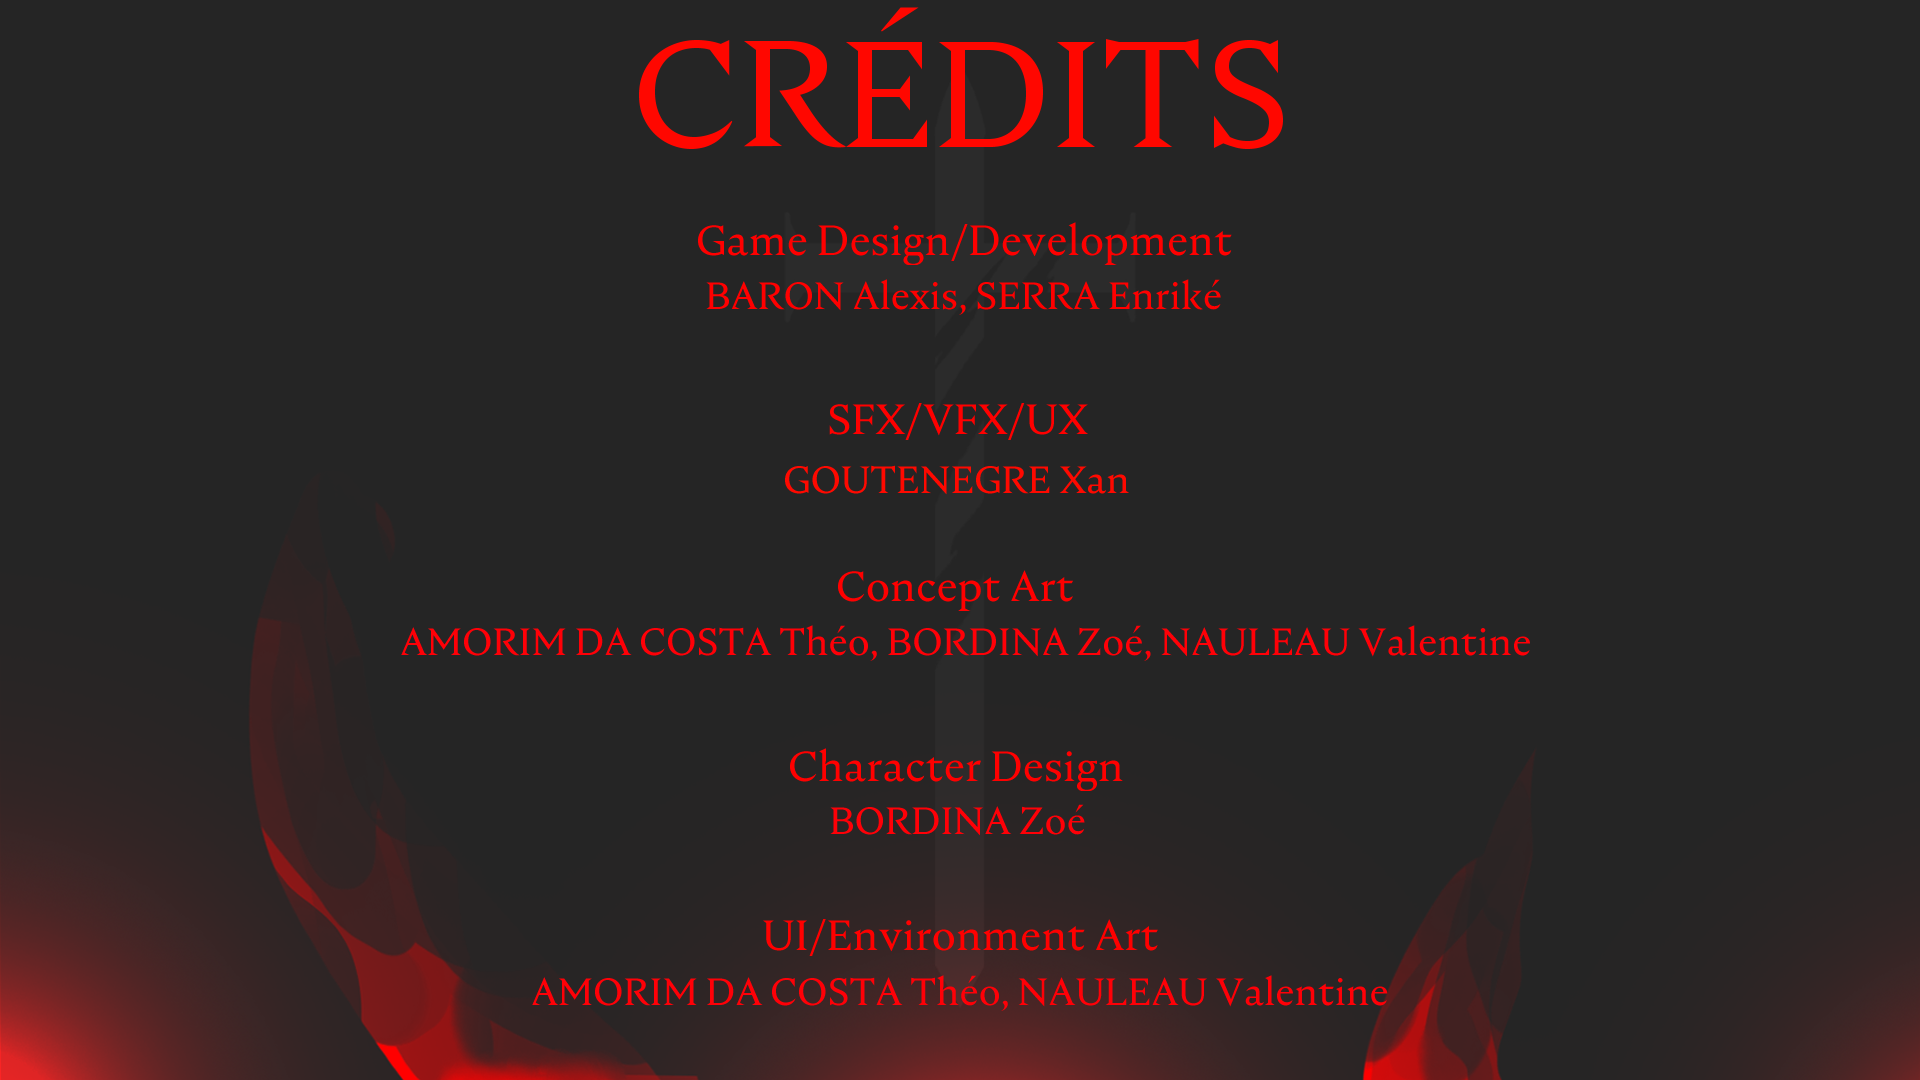 CRÉDITS
Game Design/Development
BARON Alexis, SERRA Enriké
SFX/VFX/UX
GOUTENEGRE Xan
Concept Art
AMORIM DA COSTA Théo, BORDINA Zoé, NAULEAU Valentine
Character Design
BORDINA Zoé
UI/Environment Art
AMORIM DA COSTA Théo, NAULEAU Valentine